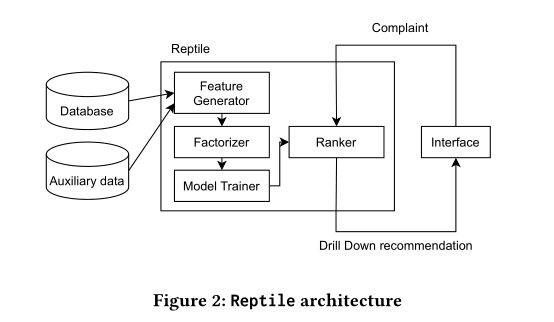 Complaint
Reptile
Feature
Generator
Database
Factorizer
Ranker
Interface
Auxiliary data
Model Trainer
Drill Down recommendation
Figure 2: Reptile architecture